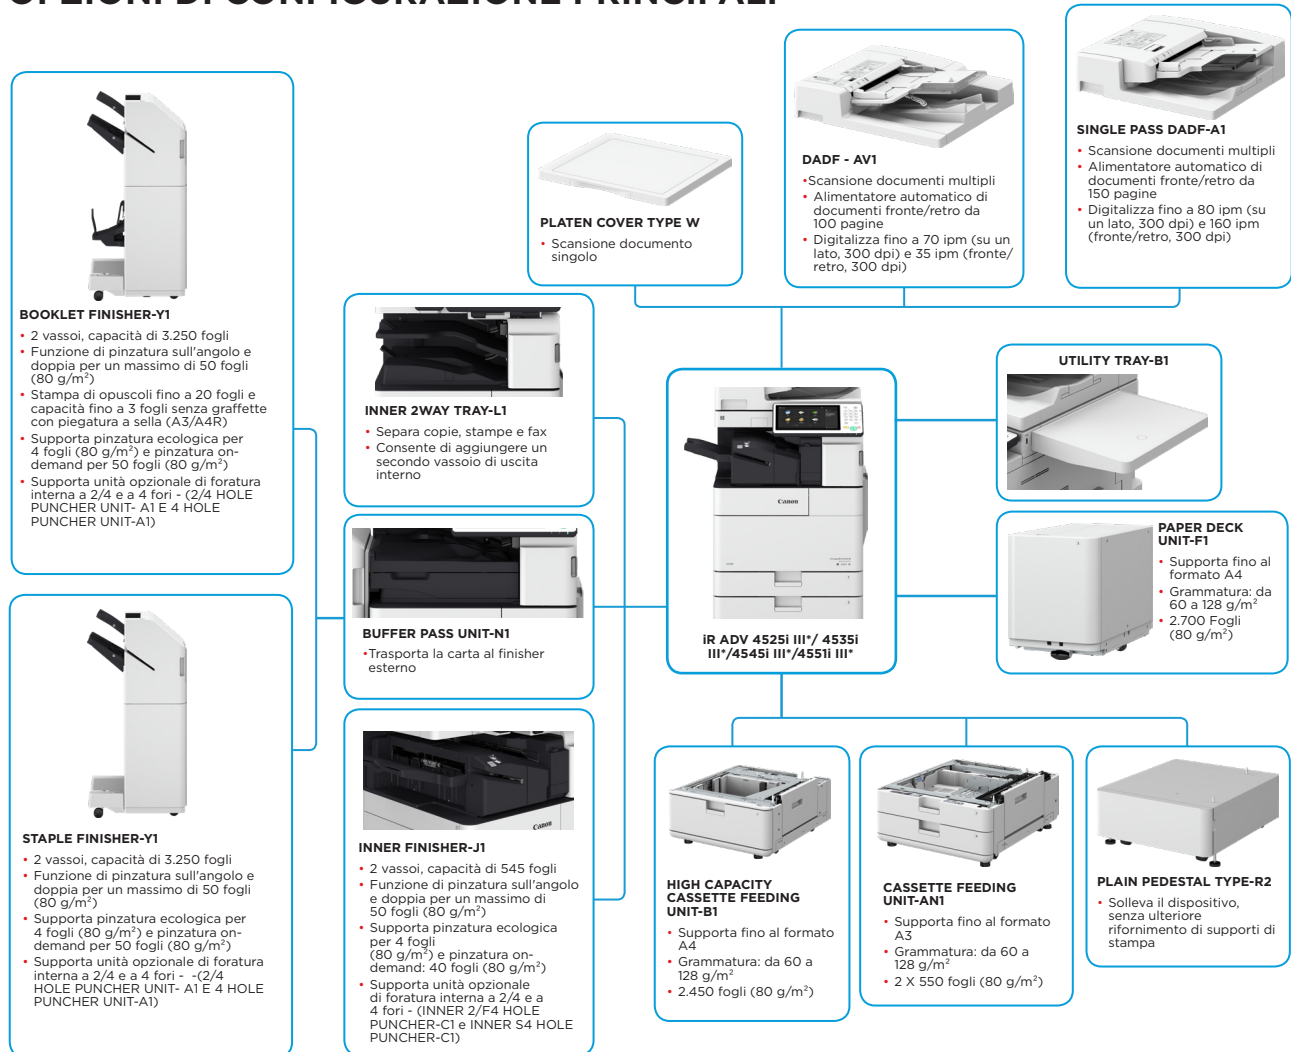 OPZIONI DI CONFIGURAZIONE PRINCIPALI
BOOKLET FINISHER-Y1
• 2 vassoi, capacità di 3.250 fogli
• Funzione di pinzatura sull'angolo e
doppia per un massimo di 50 fogli
(80 g/m²)
• Stampa di opuscoli fino a 20 fogli e
capacità fino a 3 fogli senza graffette
con piegatura a sella (A3/A4R)
• Supporta pinzatura ecologica per
4 fogli (80 g/m²) e pinzatura on-
demand per 50 fogli (80 g/m²)
• Supporta unità opzionale di foratura
interna a 2/4 e a 4 fori - (2/4 HOLE
PUNCHER UNIT- A1 E 4 HOLE
PUNCHER UNIT-A1)
STAPLE FINISHER-Y1
• 2 vassoi, capacità di 3.250 fogli
• Funzione di pinzatura sull'angolo e
doppia per un massimo di 50 fogli
(80 g/m²)
• Supporta pinzatura ecologica per
4 fogli (80 g/m²) e pinzatura on-
demand per 50 fogli (80 g/m²)
• Supporta unità opzionale di foratura
interna a 2/4 e a 4 fori - -(2/4
HOLE PUNCHER UNIT- A1 E 4 HOLE
PUNCHER UNIT-A1)
INNER 2WAY TRAY-L1
• Separa copie, stampe e fax
• Consente di aggiungere un
secondo vassoio di uscita
interno
BUFFER PASS UNIT-N1
•Trasporta la carta al finisher
esterno
Canon
INNER FINISHER-J1
• 2 vassoi, capacità di 545 fogli
• Funzione di pinzatura sull'angolo
e doppia per un massimo di
50 fogli (80 g/m²)
• Supporta pinzatura ecologica
per 4 fogli
(80 g/m²) e pinzatura on-
demand: 40 fogli (80 g/m²)
• Supporta unità opzionale
di foratura interna a 2/4 e a
4 fori - (INNER 2/F4 HOLE
PUNCHER-C1 e INNER S4 HOLE
PUNCHER-C1)
PLATEN COVER TYPE W
• Scansione documento
singolo
DADF - AV1
•Scansione documenti multipli
• Alimentatore automatico di
documenti fronte/retro da
100 pagine
• Digitalizza fino a 70 ipm (su un
lato, 300 dpi) e 35 ipm (fronte/
retro, 300 dpi)
SINGLE PASS DADF-A1
• Scansione documenti multipli
• Alimentatore automatico di
documenti fronte/retro da
150 pagine
• Digitalizza fino a 80 ipm (su
un lato, 300 dpi) e 160 ipm
(fronte/retro, 300 dpi)
Canon
iR ADV 4525i III*/ 4535i
III*/4545i III*/4551i III*
UTILITY TRAY-B1
PAPER DECK
UNIT-F1
• Supporta fino al
formato A4
• Grammatura: da
60 a 128 g/m²
• 2.700 Fogli
(80 g/m²)
HIGH CAPACITY
CASSETTE FEEDING
UNIT-B1
• Supporta fino al formato
A4
• Grammatura: da 60 a
128 g/m²
• 2.450 fogli (80 g/m²)
CASSETTE FEEDING
UNIT-AN1
• Supporta fino al formato
A3
• Grammatura: da 60 a
128 g/m²
• 2 X 550 fogli (80 g/m²)
PLAIN PEDESTAL TYPE-R2
• Solleva il dispositivo,
senza ulteriore
rifornimento di supporti di
stampa